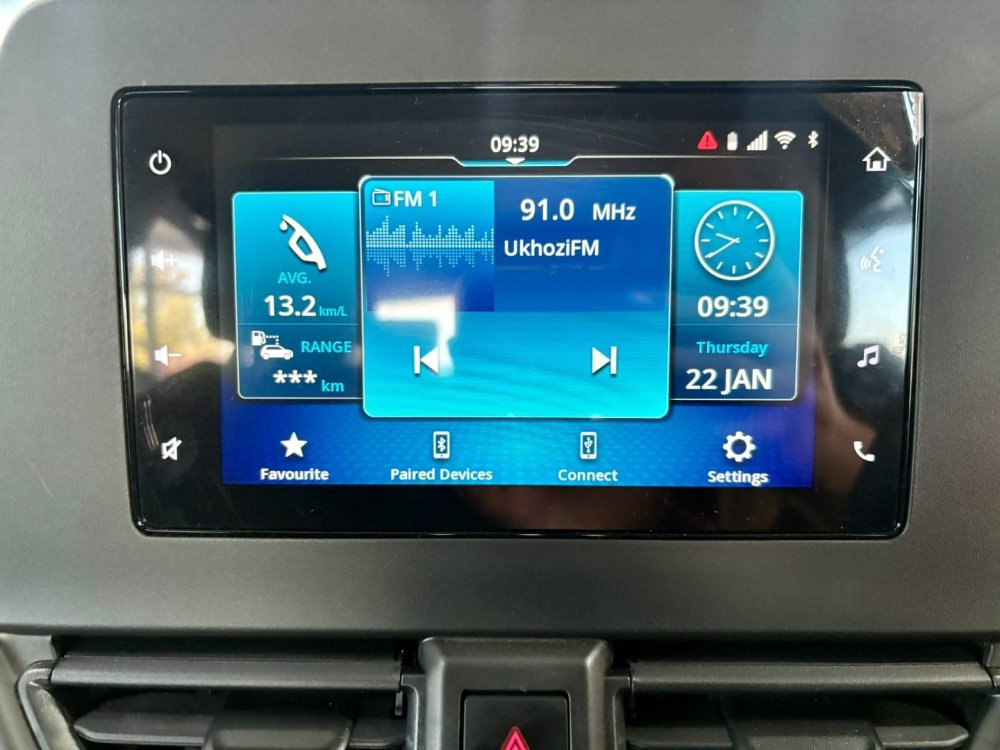 09:39
FM 1
91.0 MHz
UkhoziFM
AVG.
13.2 km/L
RANGE
*** km
09:39
Thursday
22 JAN
Favourite
Paired Devices
Connect
Settings